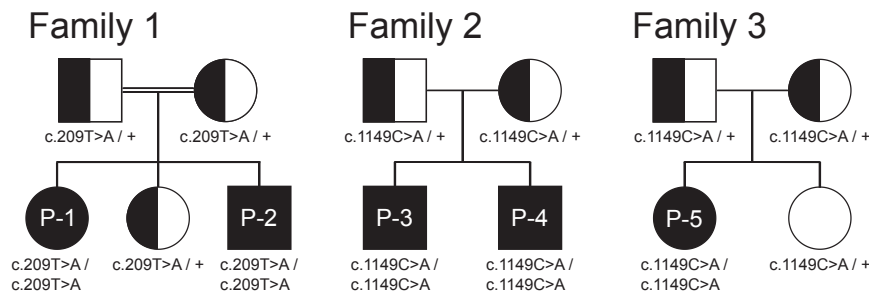 Family 1
Family 2
Family 3
c.209T>A / +
c.209T>A / +
c.1149C>A / +
c.1149C>A / +
c.1149C>A / +
c.1149C>A / +
P-1
P-2
P-3
P-4
P-5
c.209T>A /
c.209T>A
c.209T>A / +
c.209T>A /
c.209T>A
c.1149C>A /
c.1149C>A
c.1149C>A /
c.1149C>A
c.1149C>A /
c.1149C>A
c.1149C>A / +